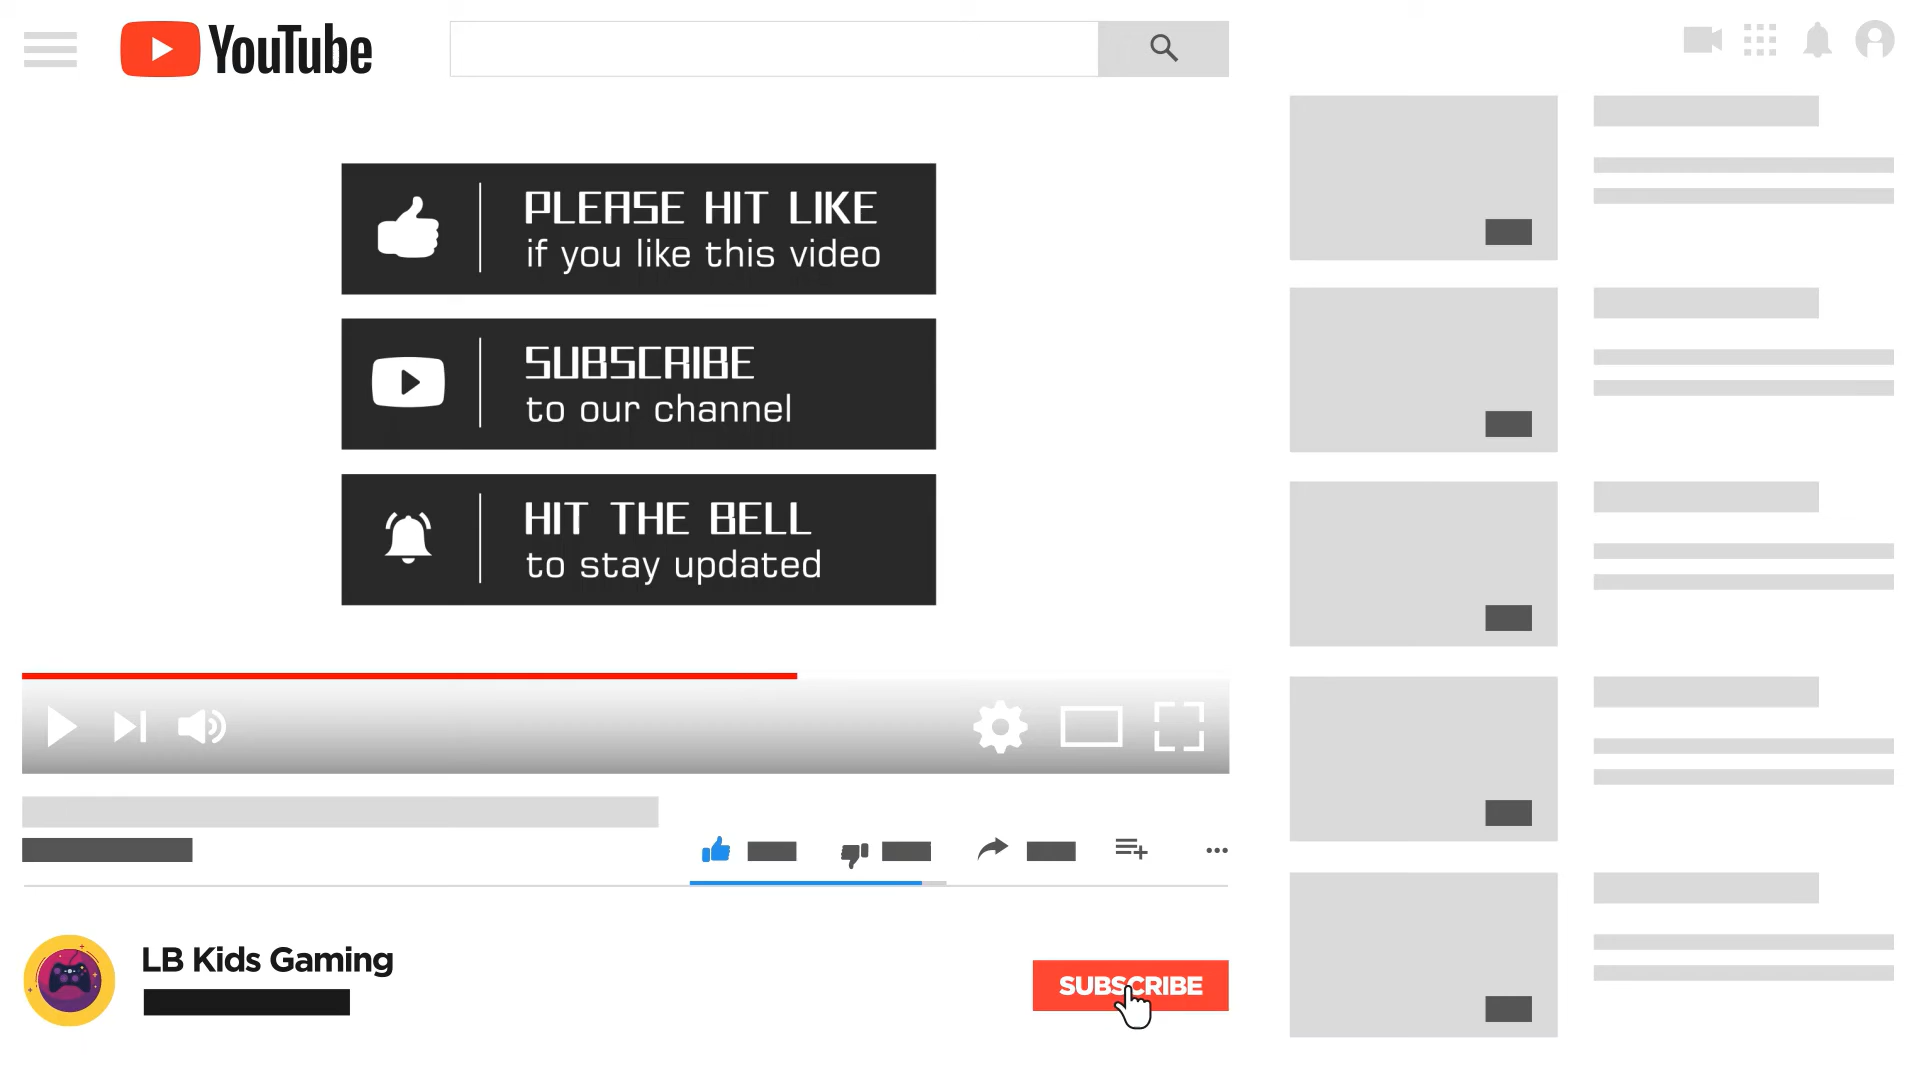 YouTube
PLEASE HIT LIKE
if you like this video
SUBSCRIBE
to our channel
HIT THE BELL
to stay updated
LB Kids Gaming
SUBSCRIBE